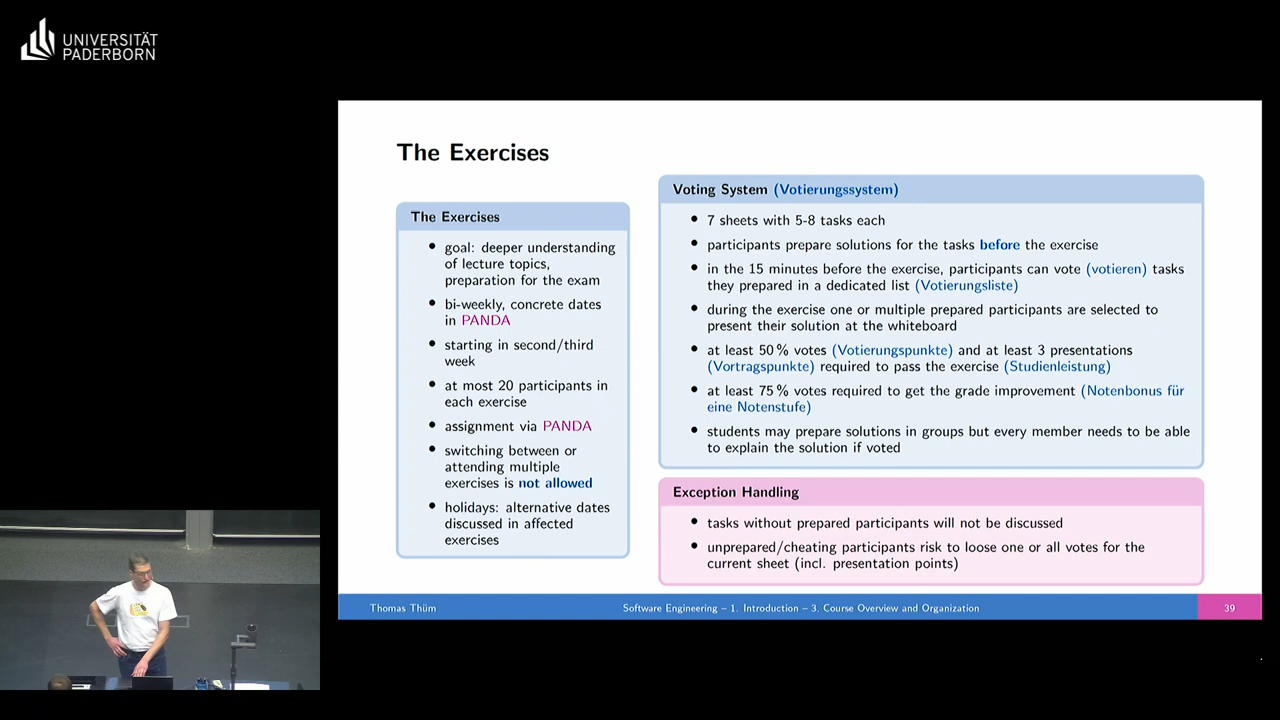 UNIVERSITÄT
PADERBORN
The Exercises
The Exercises
• goal: deeper understanding
of lecture topics,
preparation for the exam
• bi-weekly, concrete dates
in PANDA
• starting in second/third
week
• at most 20 participants in
each exercise
• assignment via PANDA
• switching between or
attending multiple
exercises is not allowed
• holidays: alternative dates
discussed in affected
exercises
Voting System (Votierungssystem)
• 7 sheets with 5-8 tasks each
• participants prepare solutions for the tasks before the exercise
• in the 15 minutes before the exercise, participants can vote (votieren) tasks
they prepared in a dedicated list (Votierungsliste)
• during the exercise one or multiple prepared participants are selected to
present their solution at the whiteboard
• at least 50 % votes (Votierungspunkte) and at least 3 presentations
(Vortragspunkte) required to pass the exercise (Studienleistung)
• at least 75 % votes required to get the grade improvement (Notenbonus für
eine Notenstufe)
• students may prepare solutions in groups but every member needs to be able
to explain the solution if voted
Exception Handling
• tasks without prepared participants will not be discussed
• unprepared/cheating participants risk to loose one or all votes for the
current sheet (incl. presentation points)
Thomas Thüm
Software Engineering – 1. Introduction – 3. Course Overview and Organization
39